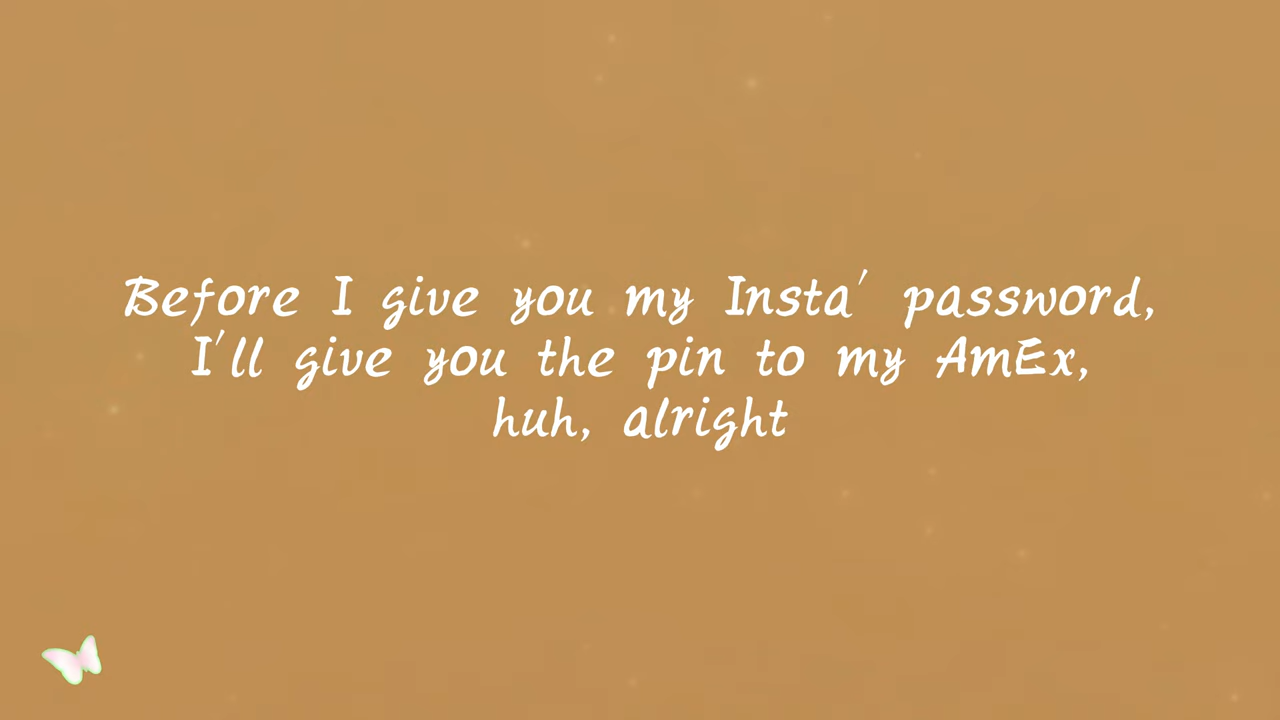 Before I give you my Insta' password,
I'll give you the pin to my AmEx,
huh, alright